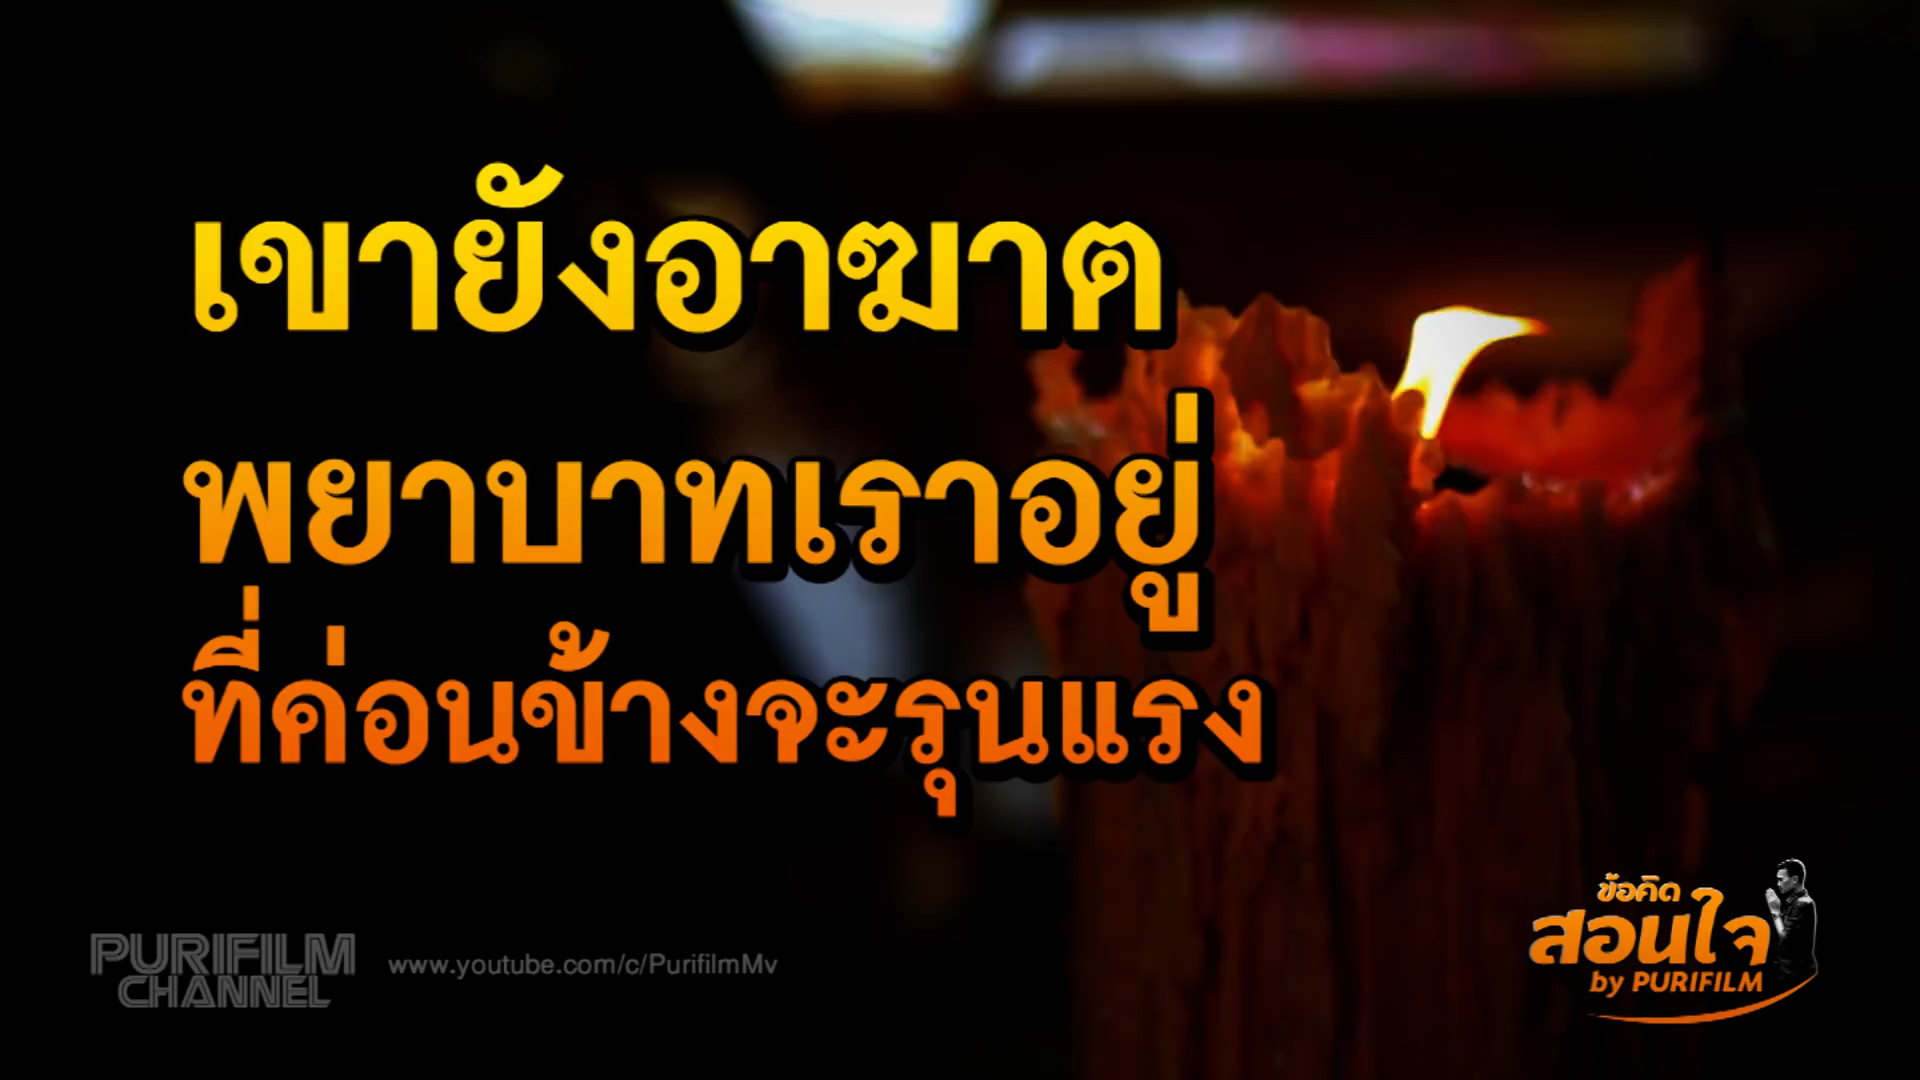 เขายังอาฆาต
พยาบาทเราอยู่
ที่ค่อนข้างจะรุนแรง
ข้อคิด
สอนใจ
by PURIFILM
PURIFILM
CHANNEL
www.youtube.com/c/PurifilmMv